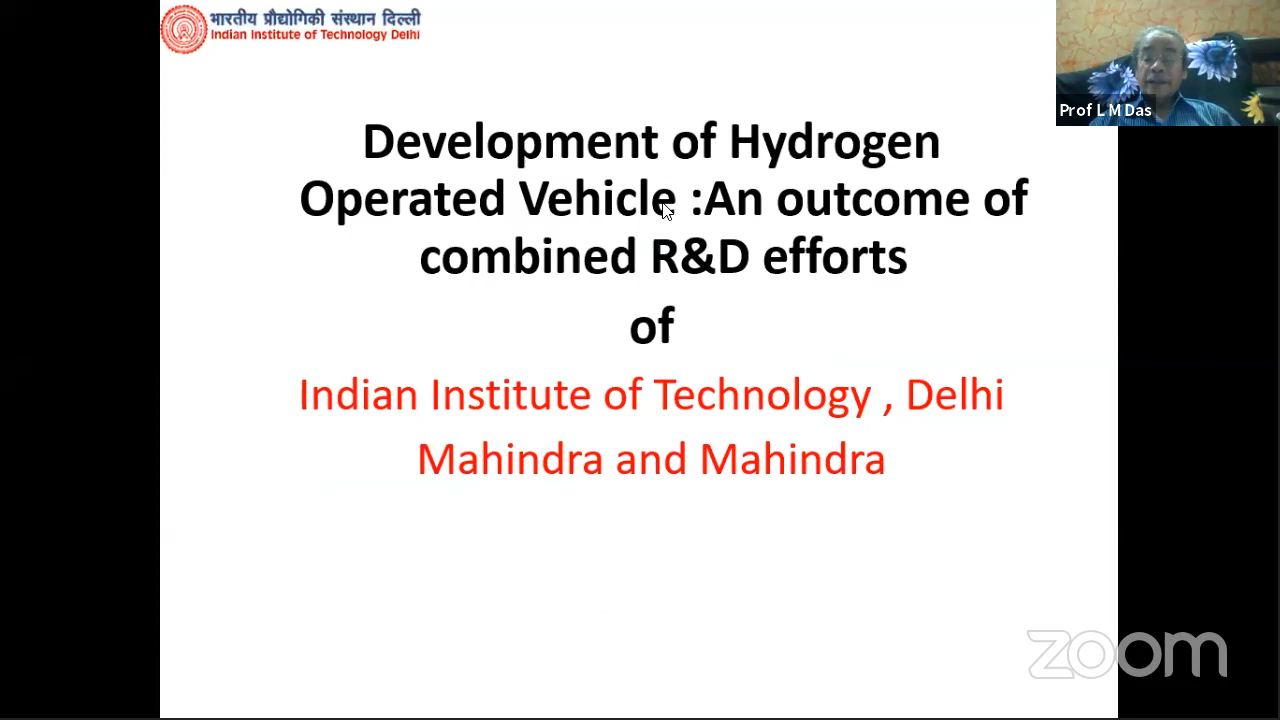 भारतीय प्रौद्योगिकी संस्थान दिल्ली
Indian Institute of Technology Delhi
Prof L M Das
Development of Hydrogen
Operated Vehicle :An outcome of
combined R&D efforts
of
Indian Institute of Technology , Delhi
Mahindra and Mahindra
zoom